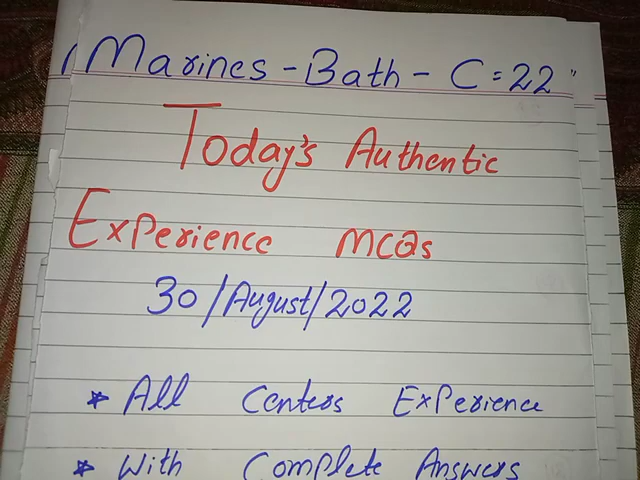 "Marines - Bath - C = 22"
Today's Authentic
Experience MCQs
30/August/2022
* All Centers Experience
* With Complete Answers